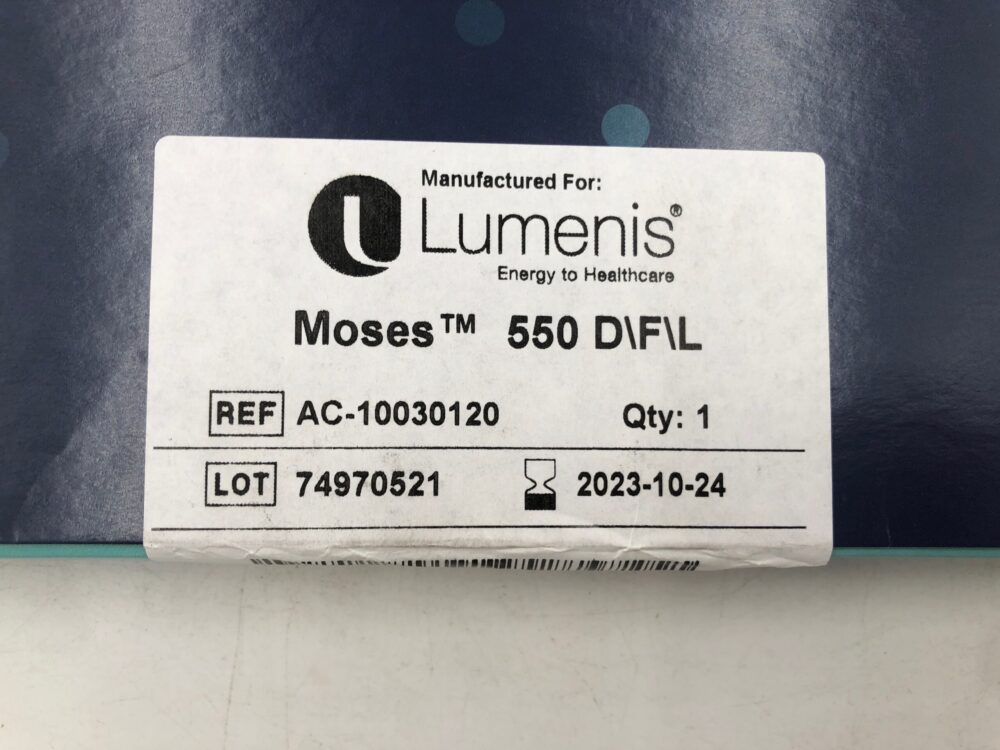 Manufactured For:
Lumenis®
Energy to Healthcare
Moses™ 550 D\F\L
REF AC-10030120 Qty: 1
LOT 74970521 2023-10-24